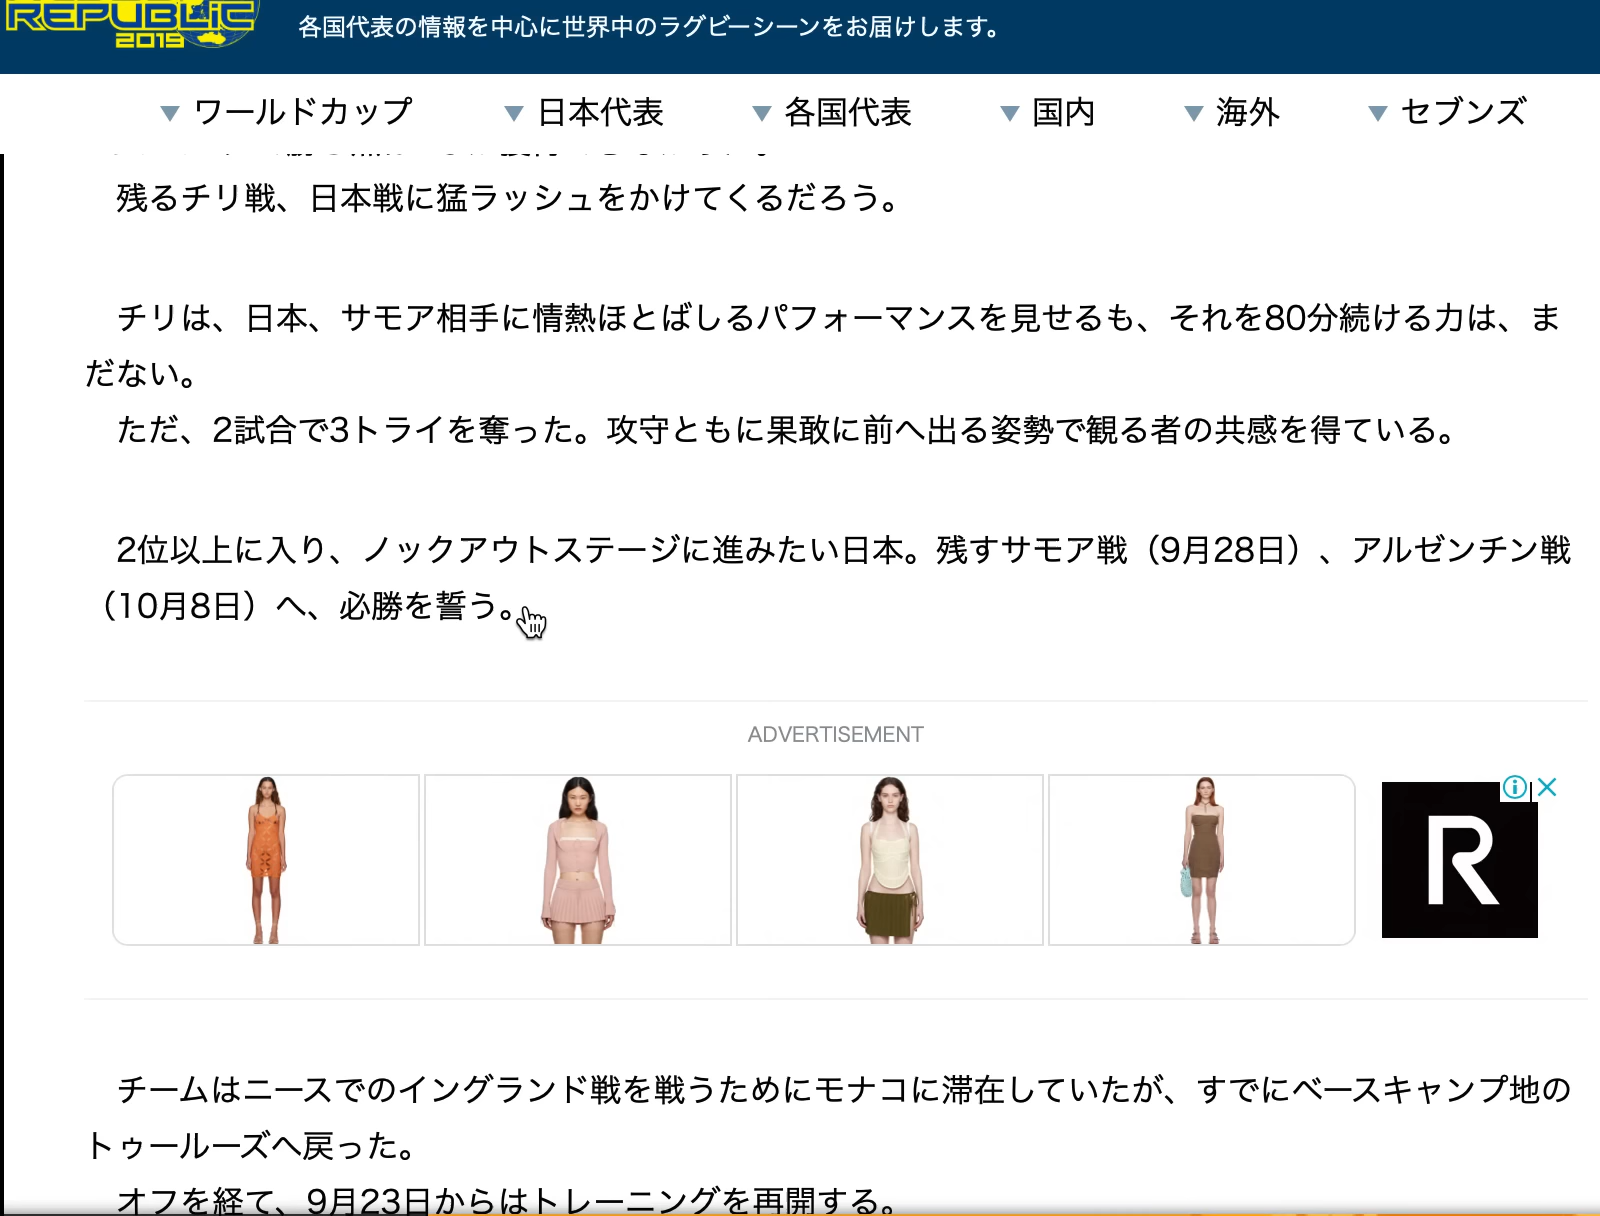 REPUBLIC
2019
各国代表の情報を中心に世界中のラグビーシーンをお届けします。
▼ ワールドカップ ▼ 日本代表 ▼ 各国代表 ▼ 国内 ▼ 海外 ▼ セブンズ
残るチリ戦、日本戦に猛ラッシュをかけてくるだろう。
チリは、日本、サモア相手に情熱ほとばしるパフォーマンスを見せるも、それを80分続ける力は、ま
だない。
ただ、2試合で3トライを奪った。攻守ともに果敢に前へ出る姿勢で観る者の共感を得ている。
2位以上に入り、ノックアウトステージに進みたい日本。残すサモア戦（9月28日）、アルゼンチン戦
（10月8日）へ、必勝を誓う。
ADVERTISEMENT
R
チームはニースでのイングランド戦を戦うためにモナコに滞在していたが、すでにベースキャンプ地の
トゥールーズへ戻った。
オフを経て、9月23日からはトレーニングを再開する。